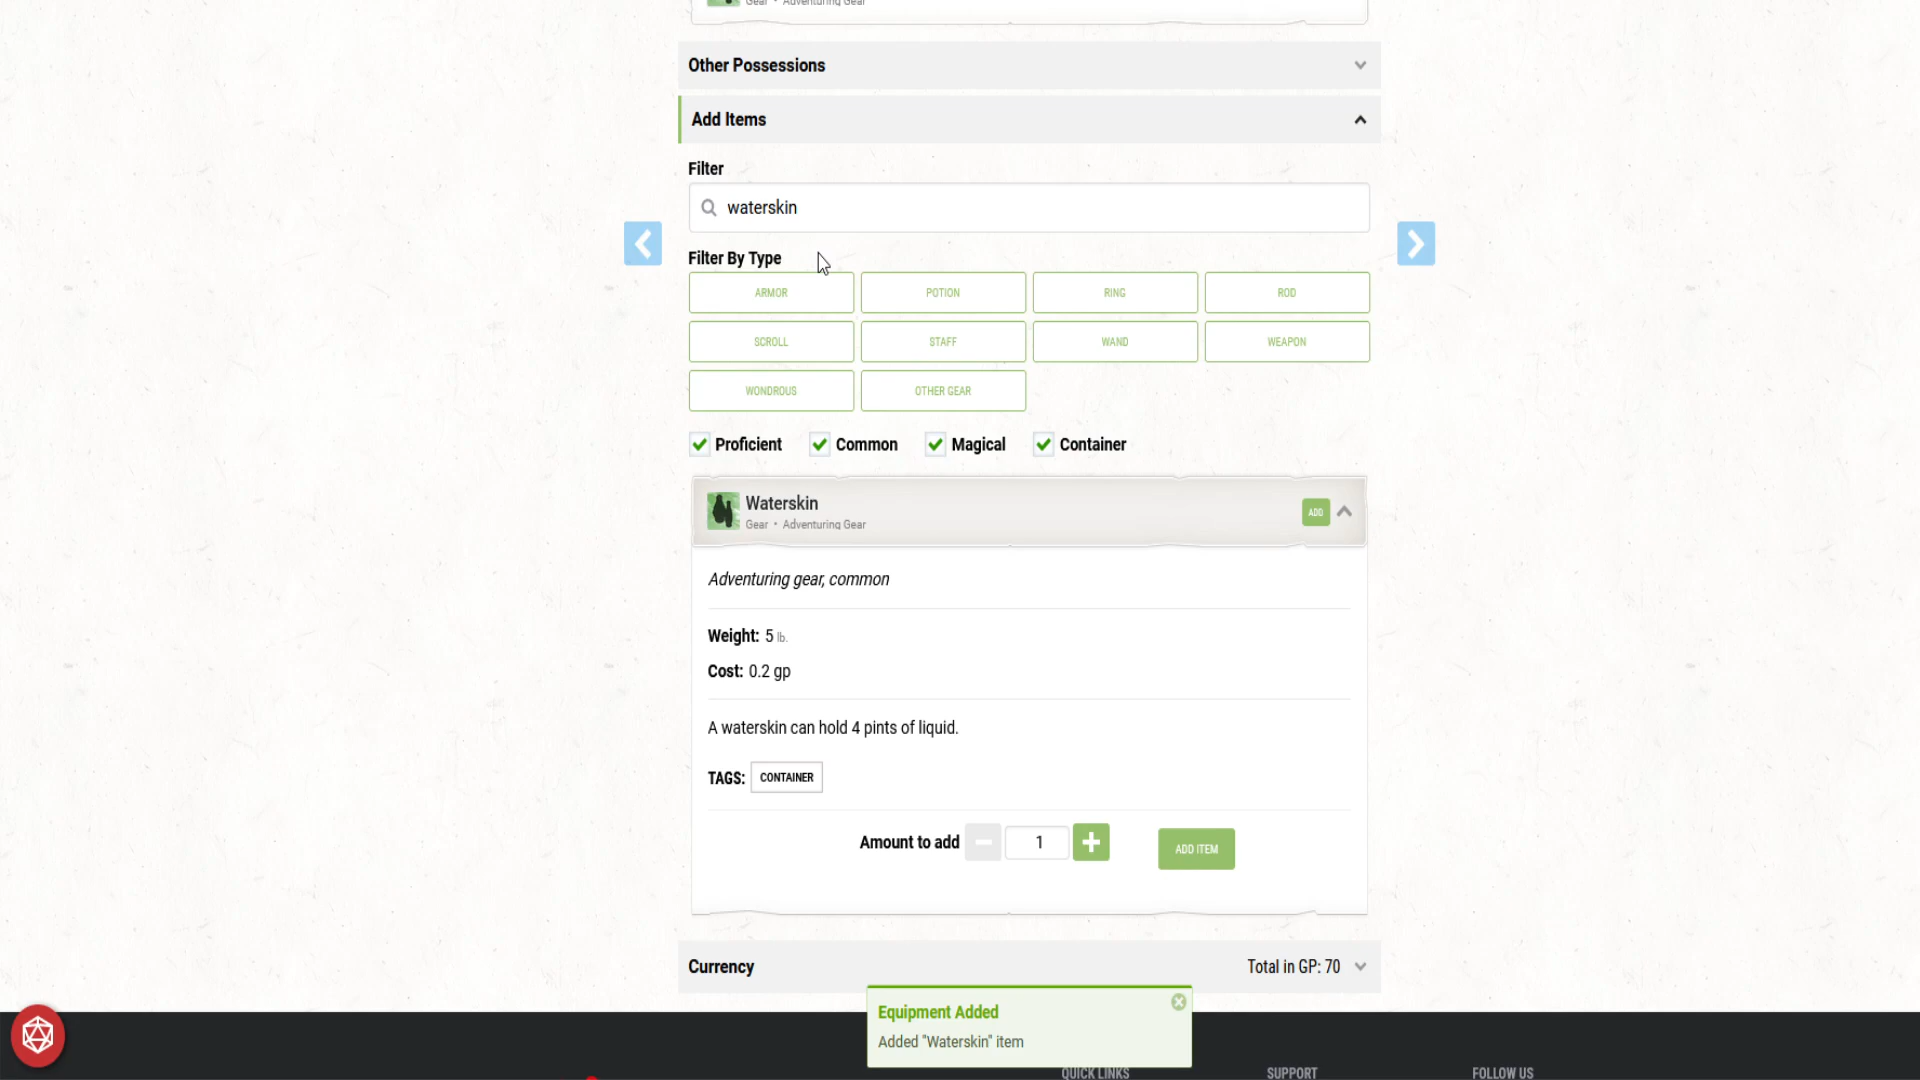 Gear • Adventuring Gear
Other Possessions
Add Items
Filter
waterskin
Filter By Type
ARMOR
POTION
RING
ROD
SCROLL
STAFF
WAND
WEAPON
WONDROUS
OTHER GEAR
Proficient
Common
Magical
Container
Waterskin
Gear • Adventuring Gear
ADD
Adventuring gear, common
Weight: 5 lb.
Cost: 0.2 gp
A waterskin can hold 4 pints of liquid.
TAGS: CONTAINER
Amount to add
1
ADD ITEM
Currency
Total in GP: 70
Equipment Added
Added "Waterskin" item
QUICK LINKS
SUPPORT
FOLLOW US